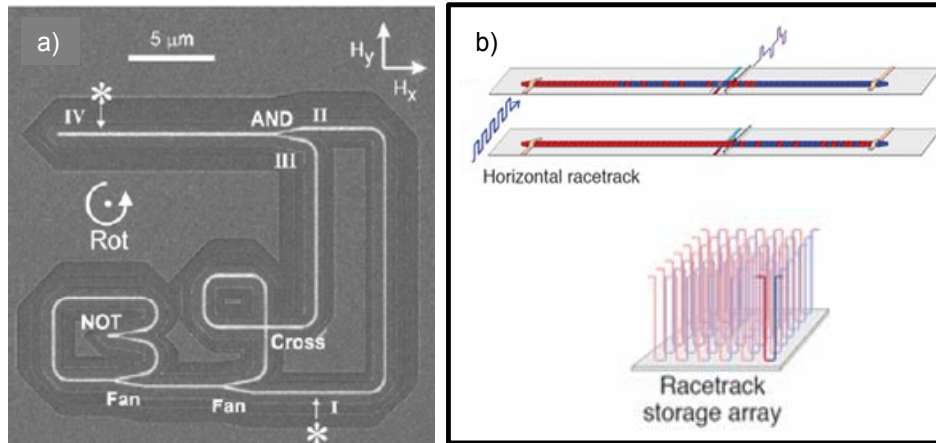 a)
5 µm
Hy
Hx
*
IV
AND
II
III
Rot
NOT
Cross
Fan
Fan
I
*
b)
Horizontal racetrack
Racetrack
storage array